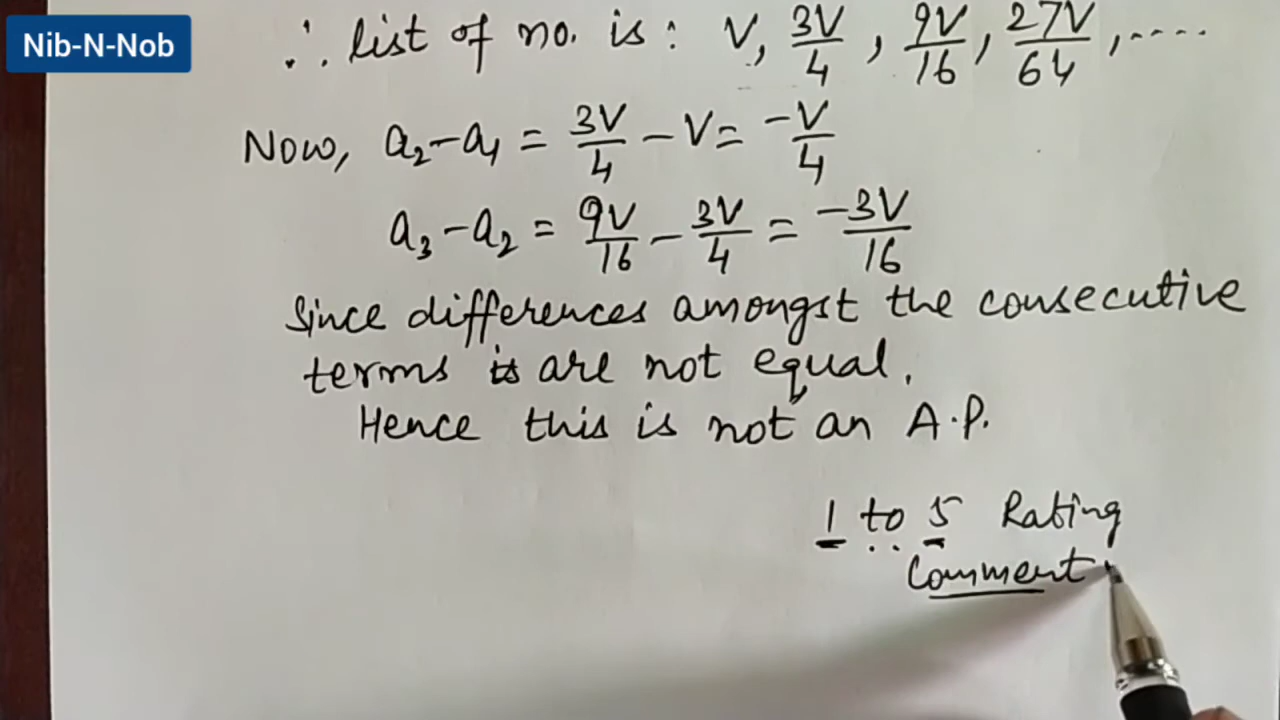 Nib-N-Nob
∴ list of no. is : V, 3V/4, 9V/16, 27V/64, ....
Now, a₂-a₁ = 3V/4 - V = -V/4
a₃-a₂ = 9V/16 - 3V/4 = -3V/16
Since differences amongst the consecutive
terms is are not equal.
Hence this is not an A.P.
1 to 5 Rating
Comment